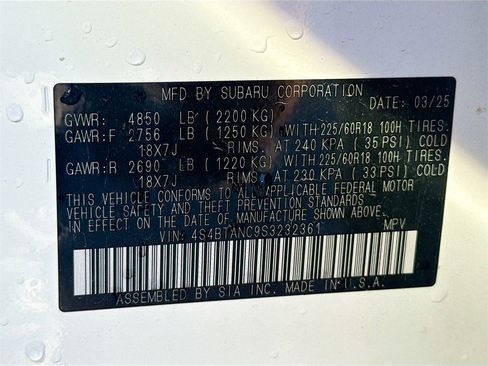 MFD BY SUBARU CORPORATION
DATE: 03/25
GVWR: 4850 LB (2200 KG)
GAWR:F 2756 LB (1250 KG) WITH 225/60R18 100H TIRES.
18X7J RIMS. AT 240 KPA (35 PSI) COLD
GAWR:R 2690 LB (1220 KG) WITH 225/60R18 100H TIRES.
18X7J RIMS. AT 230 KPA (33 PSI) COLD
THIS VEHICLE CONFORMS TO ALL APPLICABLE FEDERAL MOTOR
VEHICLE SAFETY AND THEFT PREVENTION STANDARDS
IN EFFECT ON THE DATE OF MANUFACTURE SHOWN ABOVE.
VIN: 4S4BTANC9S3232361 MPV
ASSEMBLED BY SIA INC. MADE IN U.S.A.